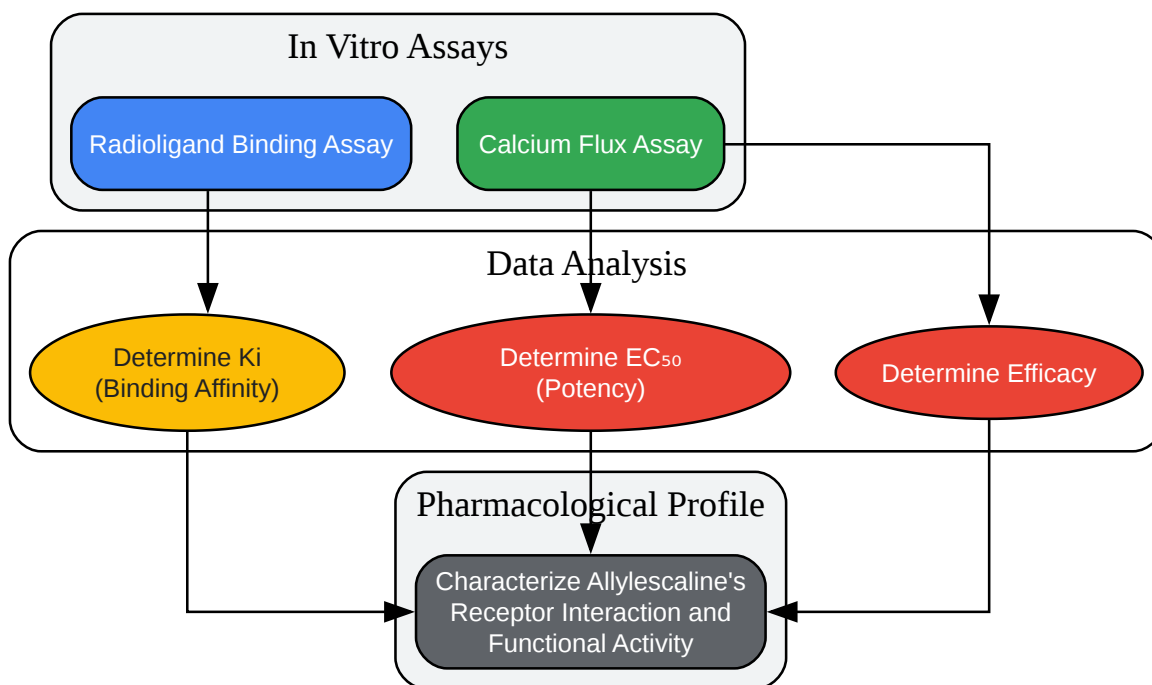 In Vitro Assays
Radioligand Binding Assay
Calcium Flux Assay
Data Analysis
Determine Ki
(Binding Affinity)
Determine EC₅₀
(Potency)
Determine Efficacy
Pharmacological Profile
Characterize Allylescaline's
Receptor Interaction and
Functional Activity